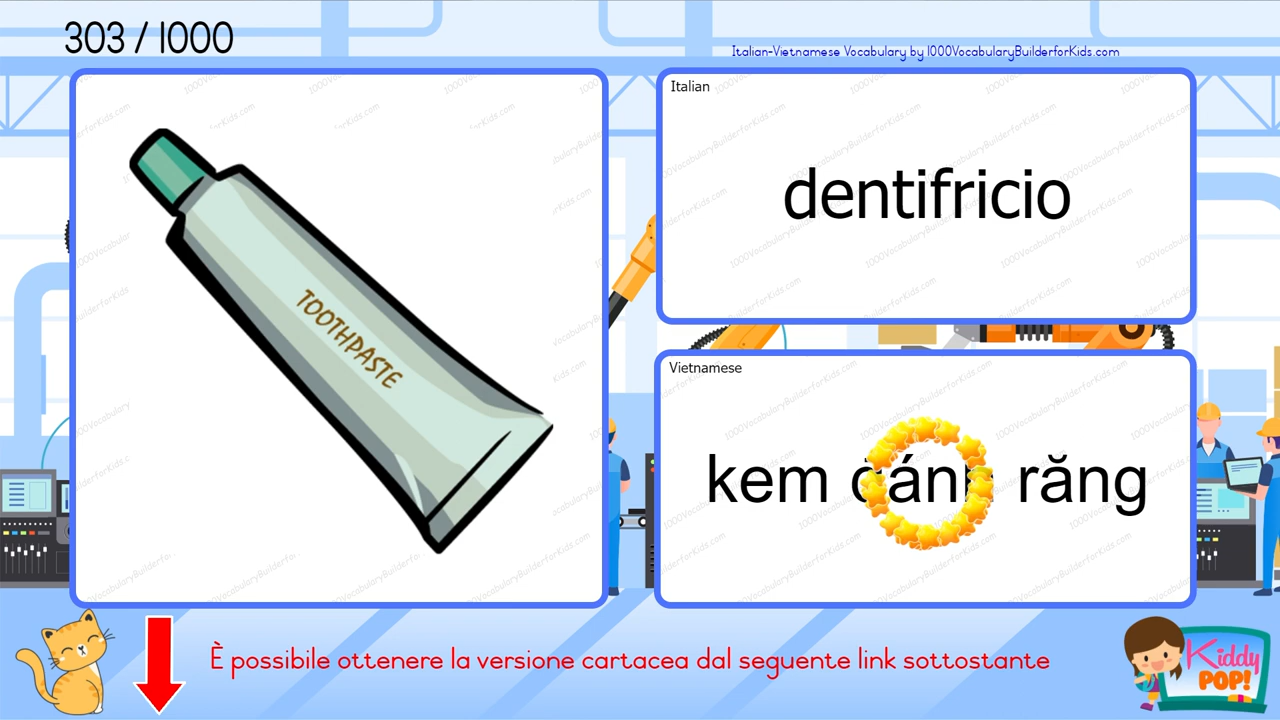 303 / 1000
Italian-Vietnamese Vocabulary by 1000VocabularyBuilderforKids.com
Italian
dentifricio
TOOTHPASTE
Vietnamese
kem đánh răng
È possibile ottenere la versione cartacea dal seguente link sottostante
Kiddy
POP!